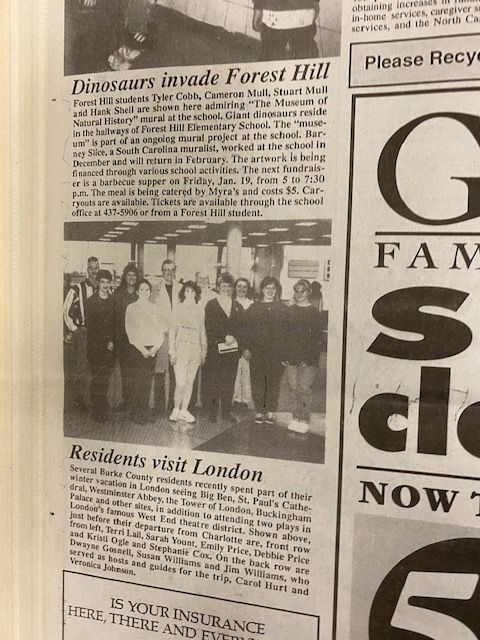 obtaining increases in
in-home services, caregiver
services, and the North
Please
Dinosaurs invade Forest Hill
Forest Hill students Tyler Cobb, Cameron Mull, Stuart Mull
and Hank Shell are shown here admiring "The Museum of
Natural History" mural at the school. Giant dinosaurs reside
in the hallways of Forest Hill Elementary School. The "muse-
um" is part of an ongoing mural project at the school. Bar-
ney Slice, a South Carolina muralist, worked at the school in
December and will return in February. The artwork is being
financed through various school activities. The next fundrais-
er is a barbecue supper on Friday, Jan. 19, from 5 to 7:30
p.m. The meal is being catered by Myra's and costs $5. Car-
ryouts are available. Tickets are available through the school
office at 437-5906 or from a Forest Hill student.
Residents visit London
Several Burke County residents recently spent part of their
winter vacation in London seeing Big Ben, St. Paul's Cathe-
dral, Westminster Abbey, the Tower of London, Buckingham
Palace and other sites, in addition to attending two plays in
London's famous West End theatre district. Shown above,
just before their departure from Charlotte are, front row
from left, Terri Lail, Sarah Yount, Emily Price, Debbie Price
and Kristi Ogle and Stephanie Cox. On the back row are
Dwayne Gosnell, Susan Williams and Jim Williams, who
served as hosts and guides for the trip, Carol Hurt and
Veronica Johnson.
IS YOUR INSURANCE
HERE, THERE AND
G
FAM
S
clo
NOW
5